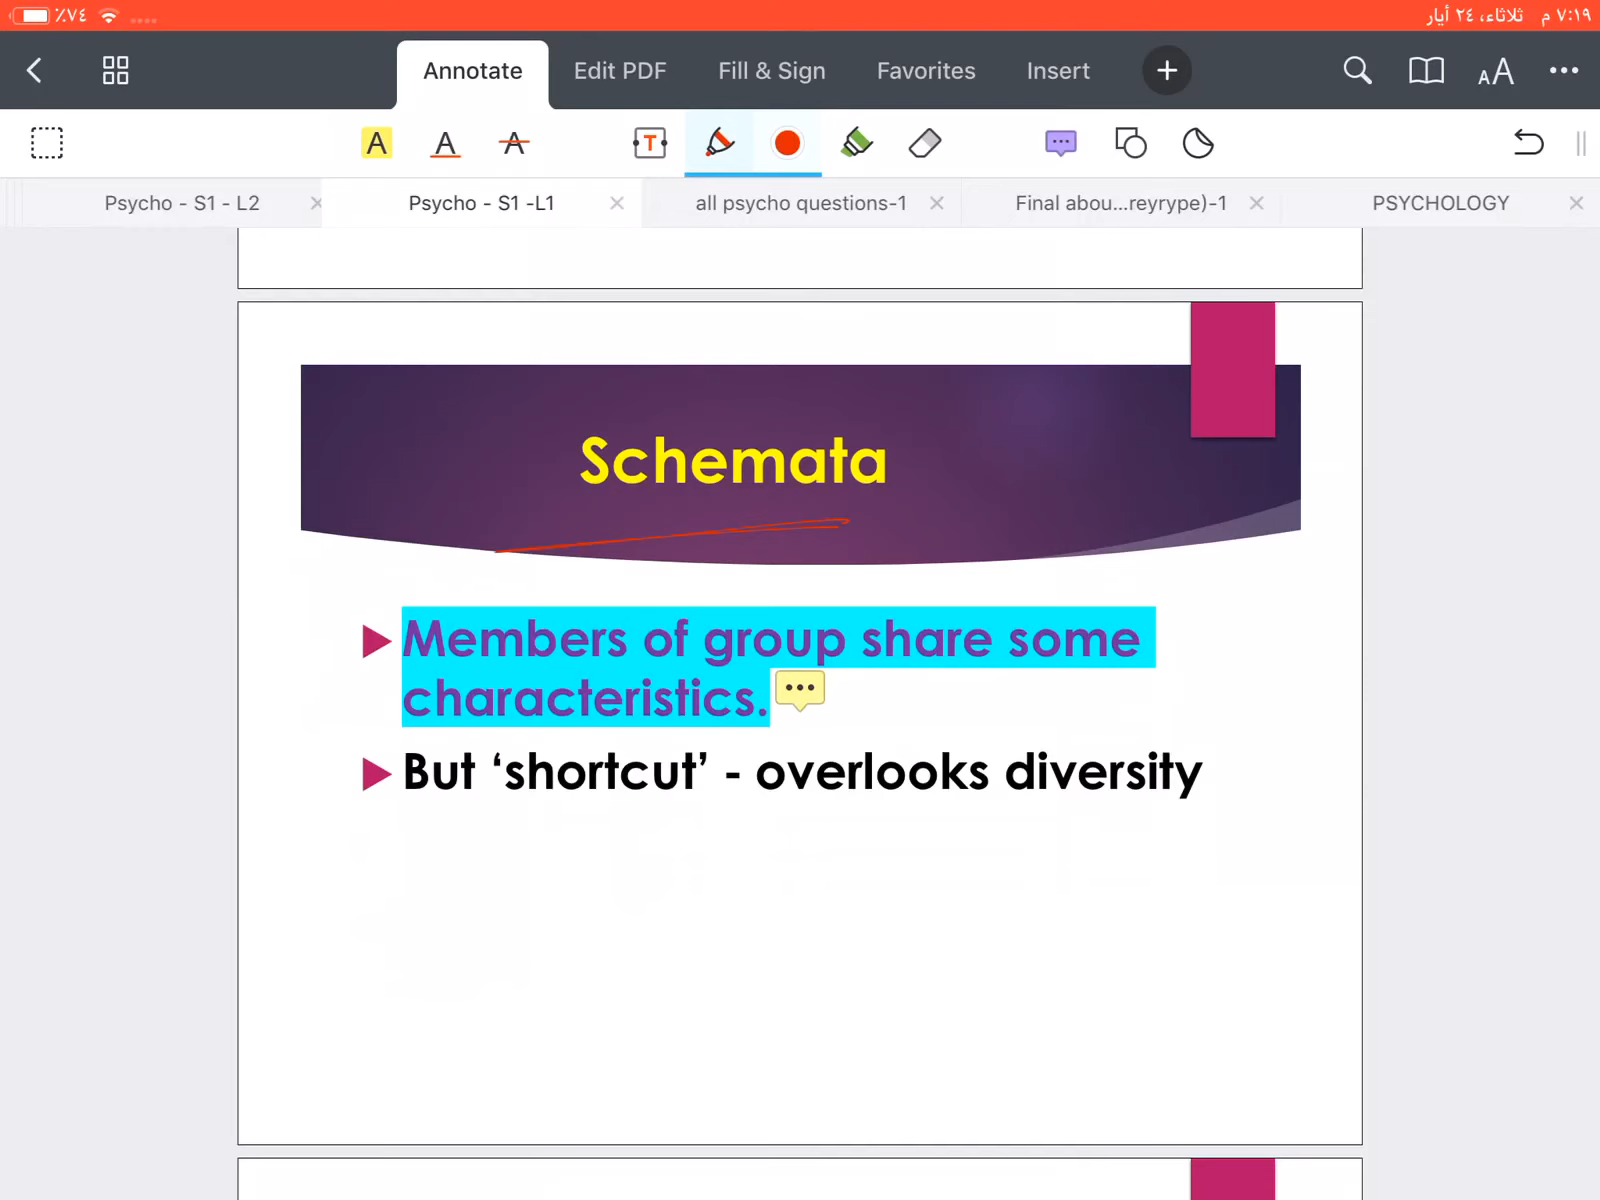 ٪٧٤
٧:١٩ م ثلاثاء، ٢٤ أيار
Annotate Edit PDF Fill & Sign Favorites Insert
AA
A A A T
Psycho - S1 - L2
Psycho - S1 -L1
all psycho questions-1
Final abou...reyrype)-1
PSYCHOLOGY
Schemata
Members of group share some
characteristics.
But ‘shortcut’ - overlooks diversity